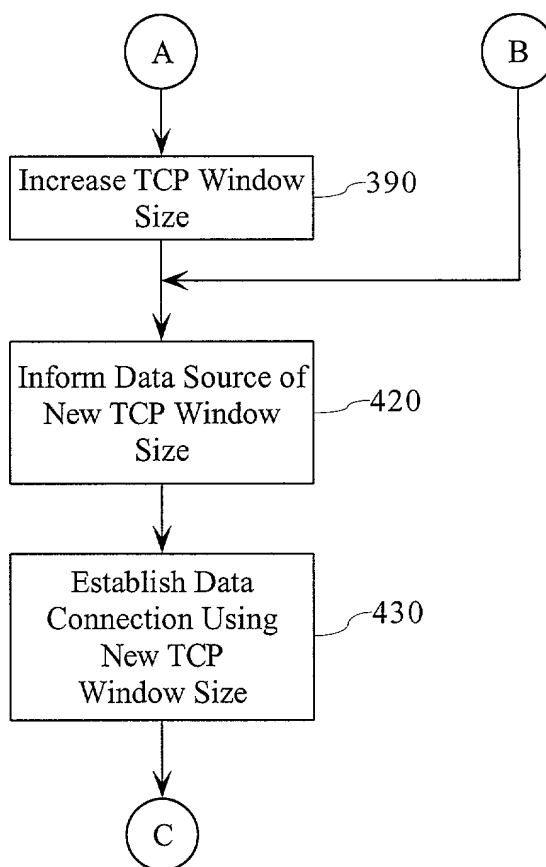 A
B
Increase TCP Window
Size
390
Inform Data Source of
New TCP Window
Size
420
Establish Data
Connection Using
New TCP
Window Size
430
C